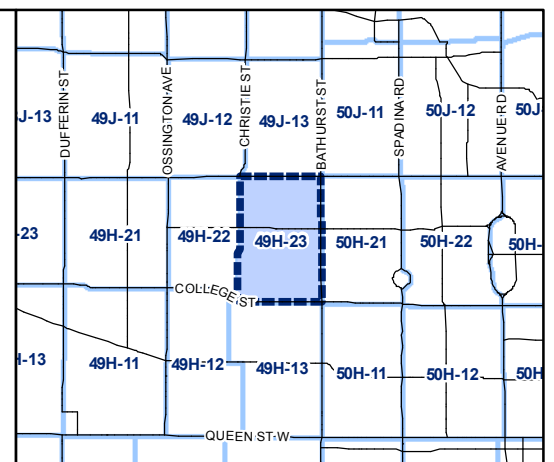 DUFFERIN ST
OSSINGTON AVE
CHRISTIE ST
BATHURST ST
SPADINA RD
AVENUE RD
J-13
49J-11
49J-12
49J-13
50J-11
50J-12
50J
-23
49H-21
49H-22
49H-23
50H-21
50H-22
50H-
COLLEGE ST
-13
49H-11
49H-12
49H-13
50H-11
50H-12
50H
QUEEN ST W